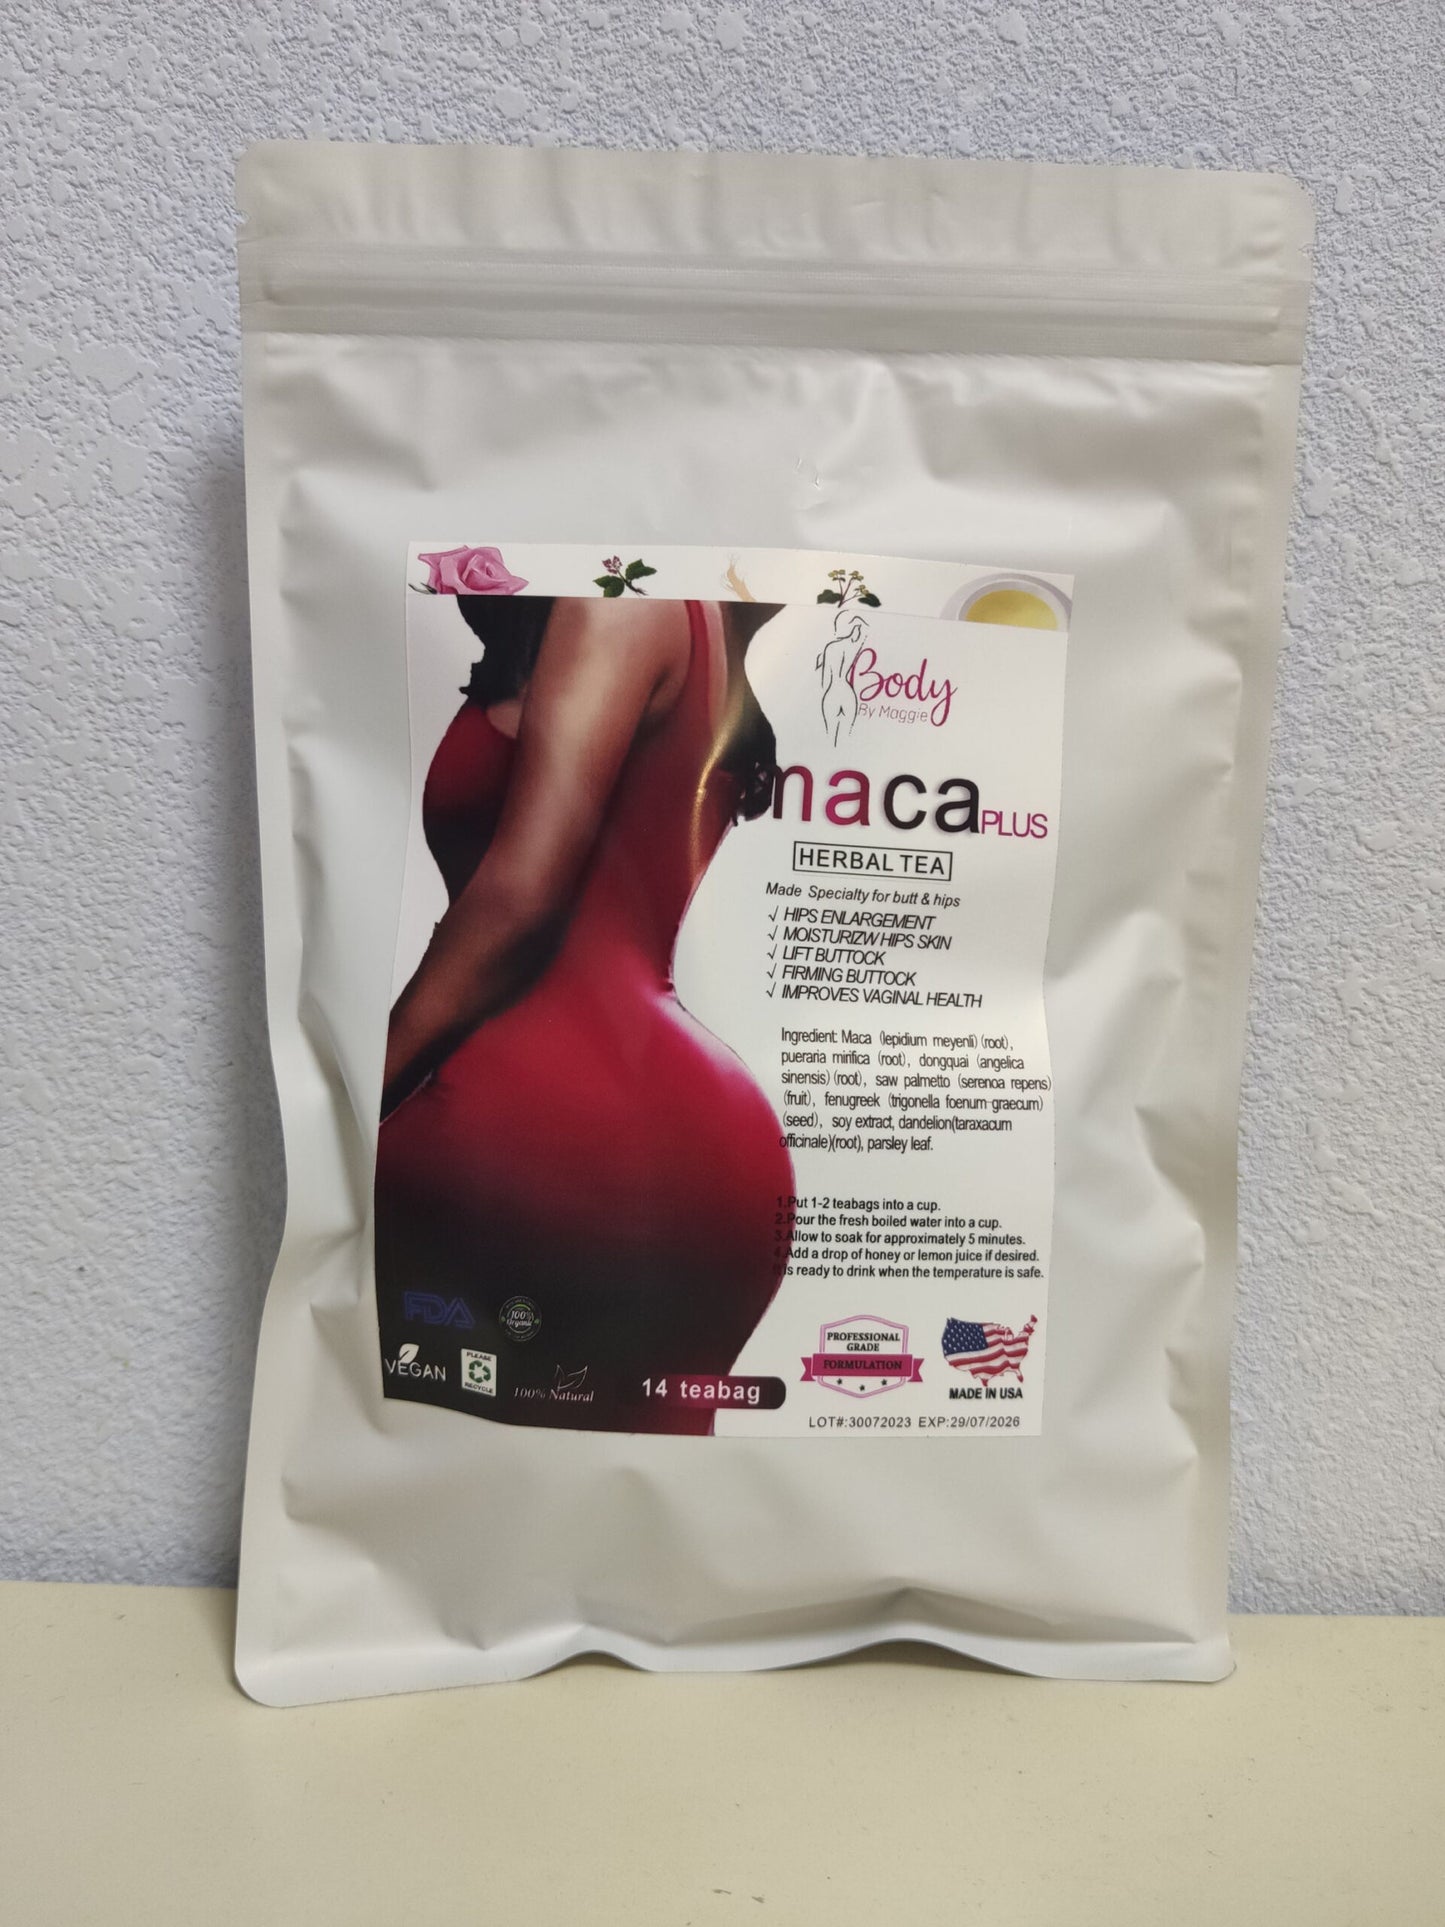 Body
By Maggie
maca PLUS
HERBAL TEA
Made Specialty for butt & hips
√ HIPS ENLARGEMENT
√ MOISTURIZW HIPS SKIN
√ LIFT BUTTOCK
√ FIRMING BUTTOCK
√ IMPROVES VAGINAL HEALTH
Ingredient: Maca (lepidium meyenli) (root),
pueraria mirifica (root), dongquai (angelica
sinensis) (root), saw palmetto (serenoa repens)
(fruit), fenugreek (trigonella foenum-graecum)
(seed), soy extract, dandelion(taraxacum
officinale)(root), parsley leaf.
1.Put 1-2 teabags into a cup.
2.Pour the fresh boiled water into a cup.
3.Allow to soak for approximately 5 minutes.
4.Add a drop of honey or lemon juice if desired.
is ready to drink when the temperature is safe.
FDA
100%
Organic
VEGAN
PLEASE
RECYCLE
100% Natural
14 teabag
PROFESSIONAL
GRADE
FORMULATION
MADE IN USA
LOT#:30072023 EXP:29/07/2026